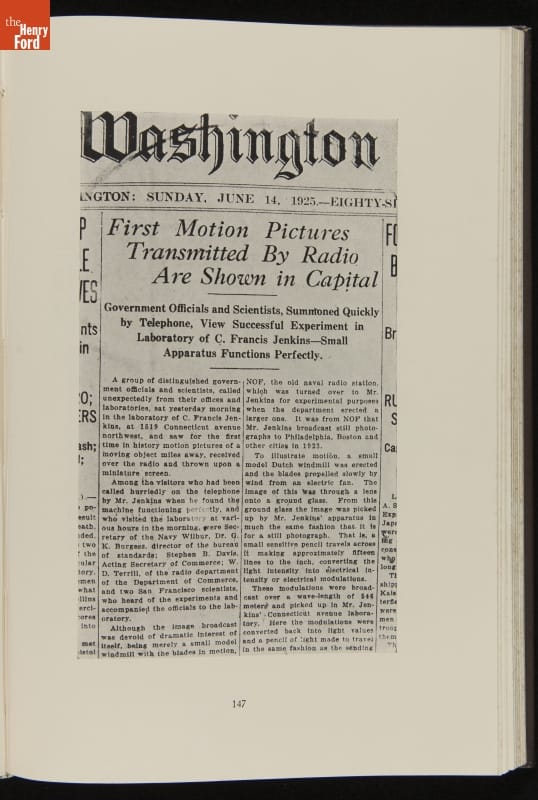 the
Henry
Ford
Washington
NGTON: SUNDAY, JUNE 14, 1925.—EIGHTY-SI
First Motion Pictures
Transmitted By Radio
Are Shown in Capital
Government Officials and Scientists, Summoned Quickly
by Telephone, View Successful Experiment in
Laboratory of C. Francis Jenkins—Small
Apparatus Functions Perfectly.
A group of distinguished govern-
ment officials and scientists, called
unexpectedly from their offices and
laboratories, sat yesterday morning
in the laboratory of C. Francis Jen-
kins, at 1519 Connecticut avenue
northwest, and saw for the first
time in history motion pictures of a
moving object miles away, received
over the radio and thrown upon a
miniature screen.
Among the visitors who had been
called hurriedly on the telephone
by Mr. Jenkins when he found the
machine functioning perfectly, and
who visited the laboratory at vari-
ous hours in the morning, were Sec-
retary of the Navy Wilbur, Dr. G.
K. Burgess, director of the bureau
of standards; Stephen B. Davis,
Acting Secretary of Commerce; W.
D. Terrill, of the radio department
of the Department of Commerce,
and two San Francisco scientists,
who heard of the experiments and
accompanied the officials to the lab-
oratory.
Although the image broadcast
was devoid of dramatic interest of
itself, being merely a small model
windmill with the blades in motion,
NOF, the old naval radio station,
which was turned over to Mr.
Jenkins for experimental purposes
when the department erected a
larger one. It was from NOF that
Mr. Jenkins broadcast still photo-
graphs to Philadelphia, Boston and
other cities in 1923.
To illustrate motion, a small
model Dutch windmill was erected
and the blades propelled slowly by
wind from an electric fan. The
image of this was through a lens
onto a ground glass. From this
ground glass the image was picked
up by Mr. Jenkins' apparatus in
much the same fashion that it is
for a still photograph. That is, a
small sensitive pencil travels across
it making approximately fifteen
lines to the inch, converting the
light intensity into electrical in-
tensity or electrical modulations.
These modulations were broad-
cast over a wave-length of 546
meters and picked up in Mr. Jen-
kins' Connecticut avenue labora-
tory. Here the modulations were
converted back into light values
and a pencil of light made to travel
in the same fashion as the sending
147